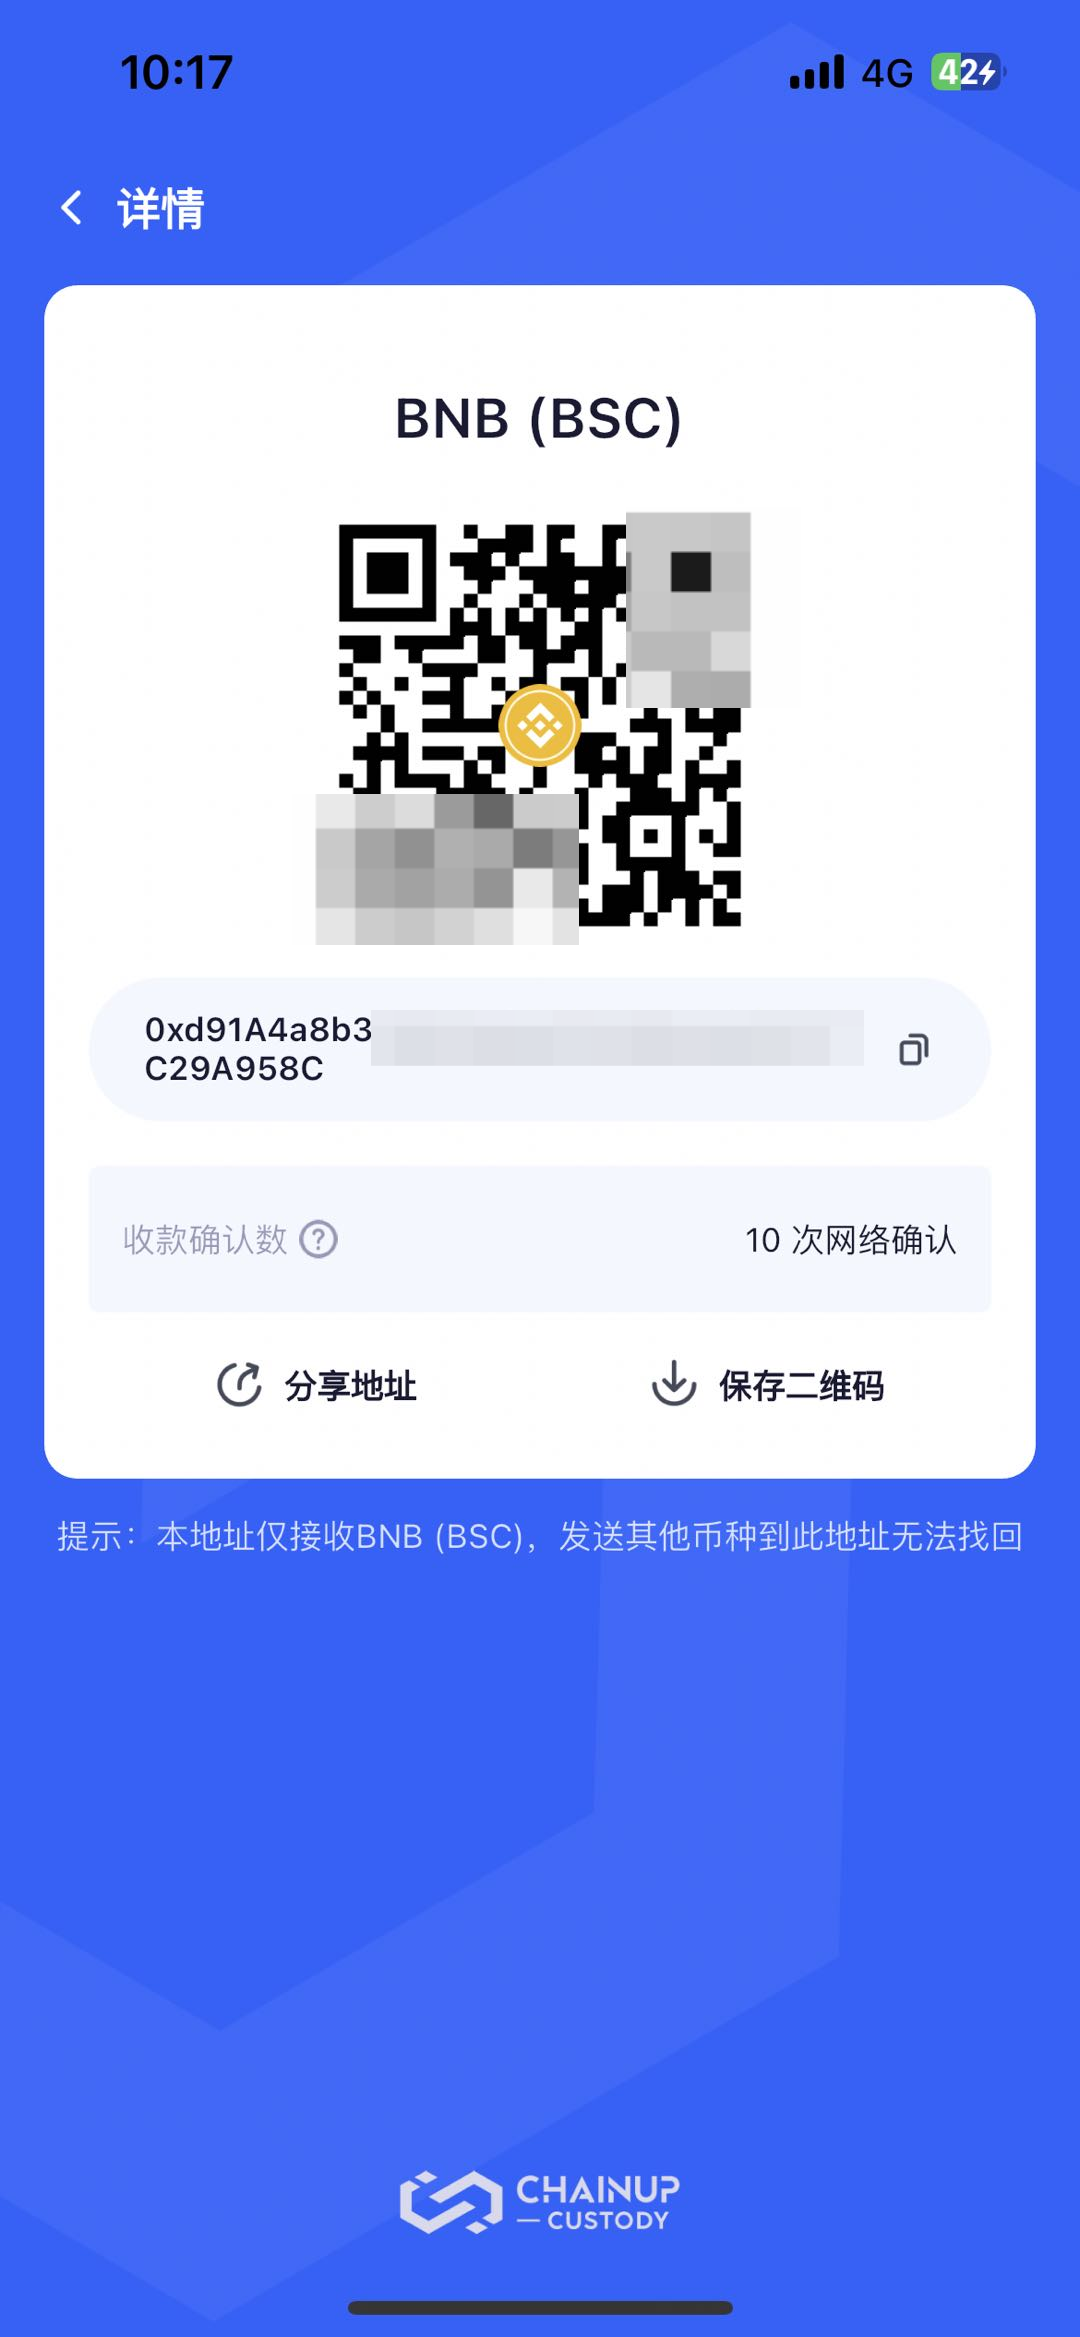 10:17
4G 42
详情
BNB (BSC)
0xd91A4a8b3
C29A958C
收款确认数 ?
10 次网络确认
分享地址
保存二维码
提示：本地址仅接收BNB (BSC)，发送其他币种到此地址无法找回
CHAINUP
CUSTODY